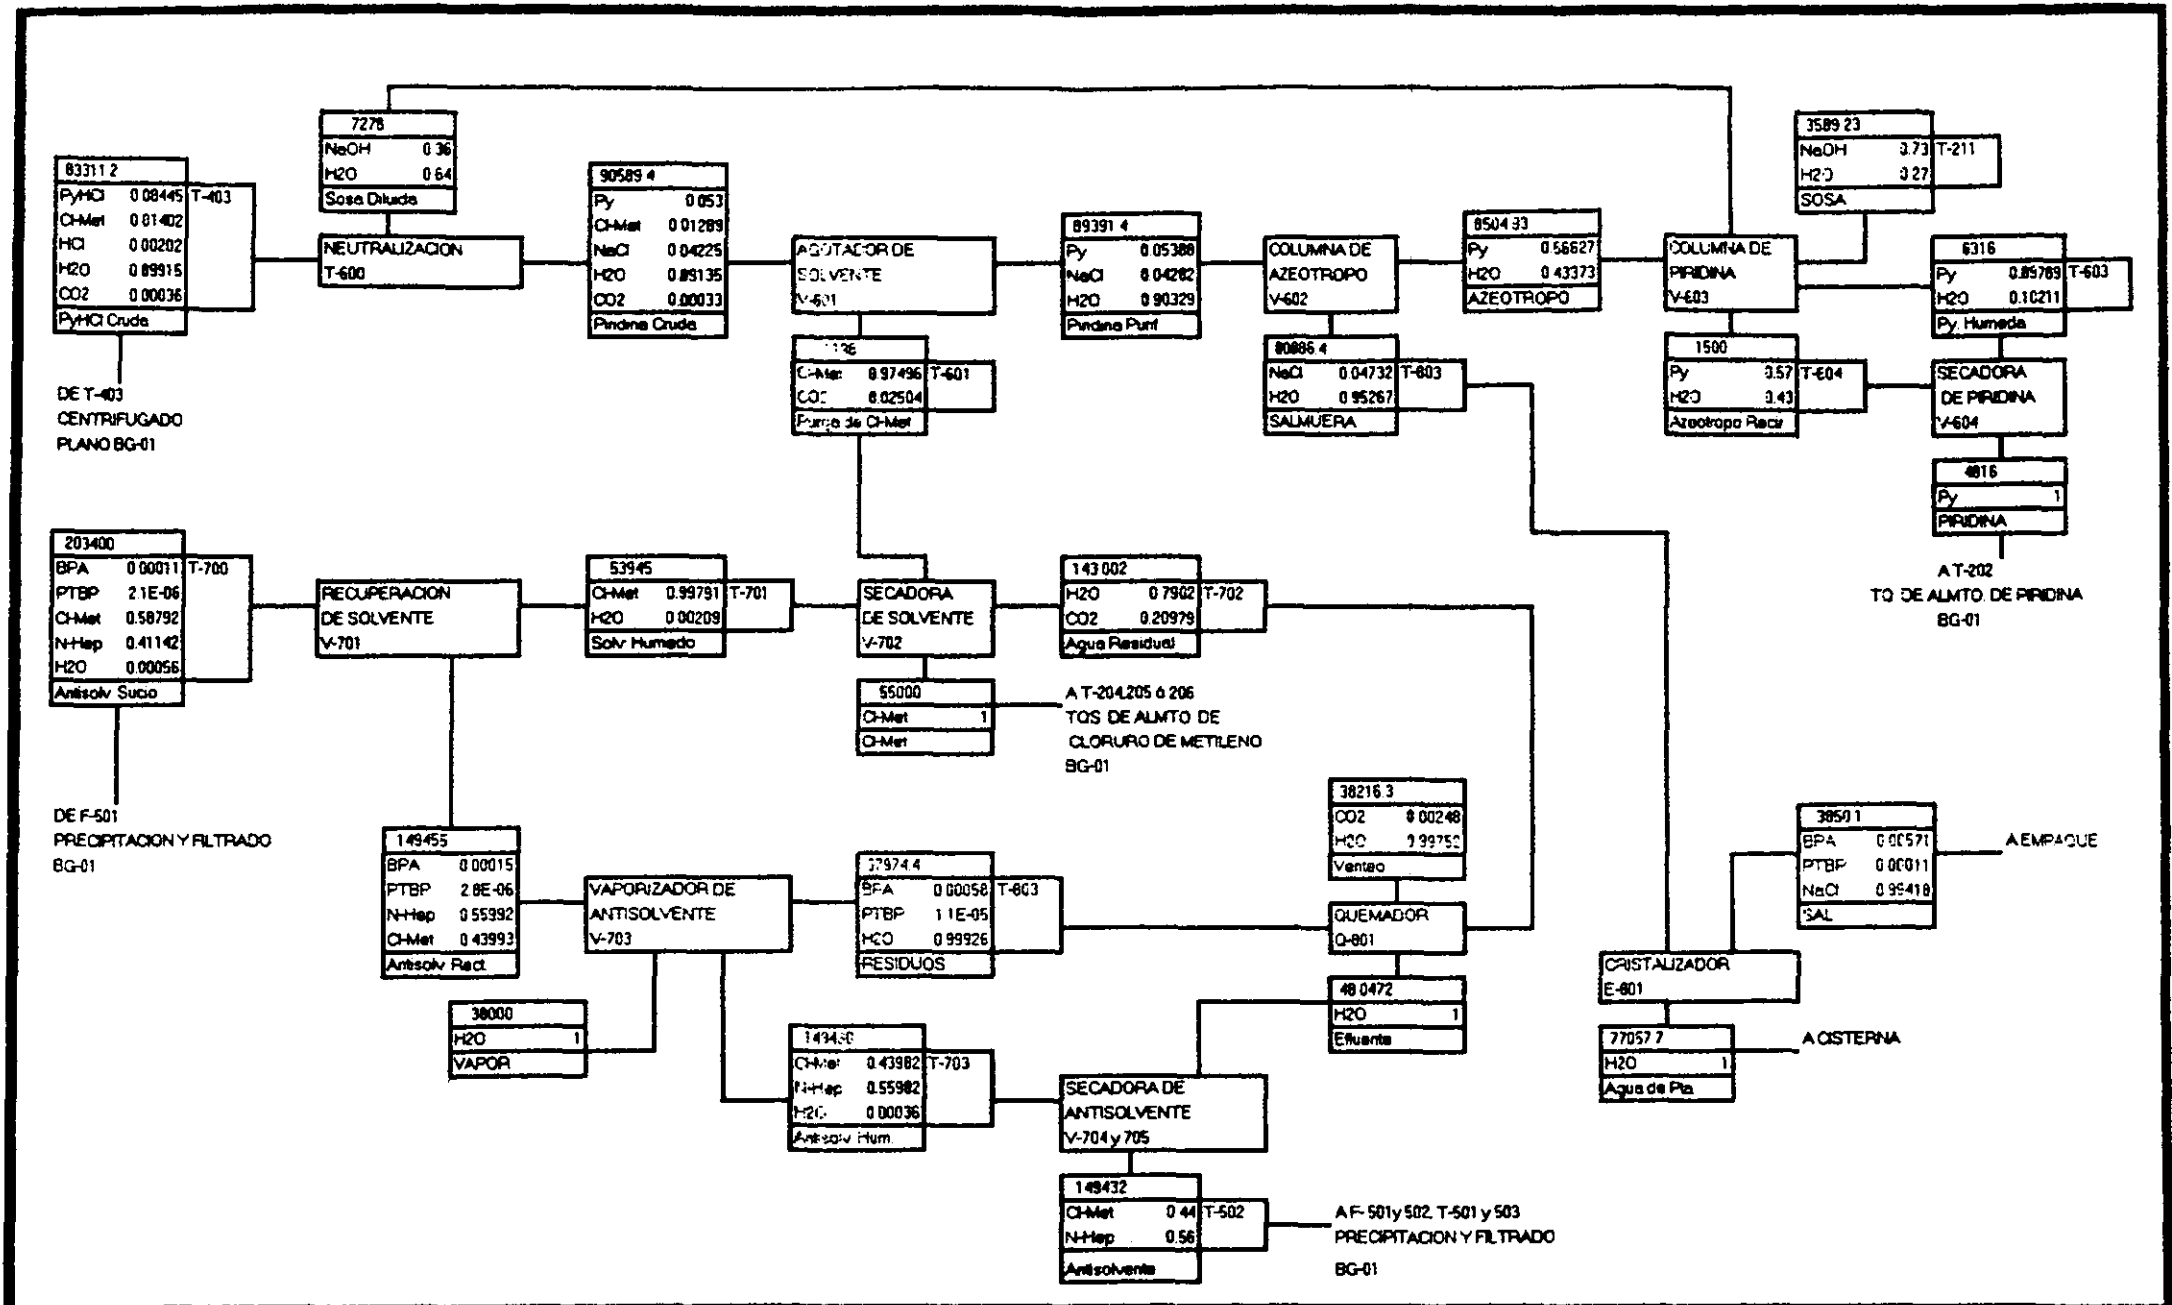 7278
NaOH 0 36
H2O 0 64
Sosa Diluida
83311 2
PyHCl 0 08445 T-403
Cl-Met 0 01402
HCl 0 00202
H2O 0 89915
CO2 0 00036
PyHCl Cruda
DE T-403
CENTRIFUGADO
PLANO BG-01
NEUTRALIZACION
T-600
90589 4
Py 0 053
Cl-Met 0 01289
NaCl 0 04225
H2O 0 89135
CO2 0 00033
Piridina Cruda
AGOTADOR DE
SOLVENTE
V-601
Cl-Met 0.97496 T-601
CO2 0.02504
Purga de Cl-Met
89391 4
Py 0.05388
NaCl 0.04282
H2O 0 90329
Piridina Purif
COLUMNA DE
AZEOTROPO
V-602
80886.4
NaCl 0 04732 T-603
H2O 0 95267
SALMUERA
8504 93
Py 0.56627
H2O 0.43373
AZEOTROPO
COLUMNA DE
PIRIDINA
V-603
3589 23
NaOH 0.73 T-211
H2O 0 27
SOSA
6316
Py 0.89789 T-603
H2O 0.10211
Py. Humeda
1500
Py 0.57 T-604
H2O 0.43
Azeotropo Recir
SECADORA
DE PIRIDINA
V-604
4816
Py 1
PIRIDINA
A T-202
TQ DE ALMTO. DE PIRIDINA
BG-01
203400
BPA 0 00011 T-700
PTBP 2 1E-06
Cl-Met 0.58792
N-Hep 0.41142
H2O 0.00056
Antisolv Sucio
DE F-501
PRECIPITACION Y FILTRADO
BG-01
RECUPERACION
DE SOLVENTE
V-701
53945
Cl-Met 0.99791 T-701
H2O 0 00209
Solv Humedo
SECADORA
DE SOLVENTE
V-702
143 002
H2O 0.7902 T-702
CO2 0.20979
Agua Residual
55000
Cl-Met 1
Cl-Met
A T-204,205 ó 206
TQS DE ALMTO DE
CLORURO DE METILENO
BG-01
149455
BPA 0 00015
PTBP 2 8E-06
N-Hep 0 55992
Cl-Met 0 43993
Antisolv Rect.
VAPORIZADOR DE
ANTISOLVENTE
V-703
38000
H2O 1
VAPOR
37974.4
BPA 0 00058 T-803
PTBP 1 1E-05
H2O 0 99926
RESIDUOS
38216.3
CO2 0 00248
H2O
Venteo
QUEMADOR
Q-801
48 0472
H2O 1
Efluente
Cl-Met 0.43982 T-703
N-Hep 0.55982
H2O 0 00036
Antisolv Hum.
SECADORA DE
ANTISOLVENTE
V-704 y 705
149432
Cl-Met 0 44 T-502
N-Hep 0.56
Antisolvente
A F- 501 y 502, T-501 y 503
PRECIPITACION Y FILTRADO
BG-01
CRISTALIZADOR
E-801
3850 1
BPA 0 00571
PTBP 0 00011
NaCl 0.99418
SAL
A EMPAQUE
77057 7
H2O 1
Agua de Pta
A CISTERNA